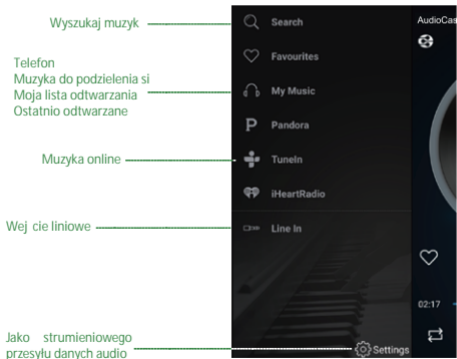 Wyszukaj muzyk
Telefon
Muzyka do podzielenia si
Moja lista odtwarzania
Ostatnio odtwarzane
Muzyka online
Wej cie liniowe
Jako strumieniowego
przesyłu danych audio
Search
Favourites
My Music
P Pandora
TuneIn
iHeartRadio
Line In
Settings
AudioCas
02:17